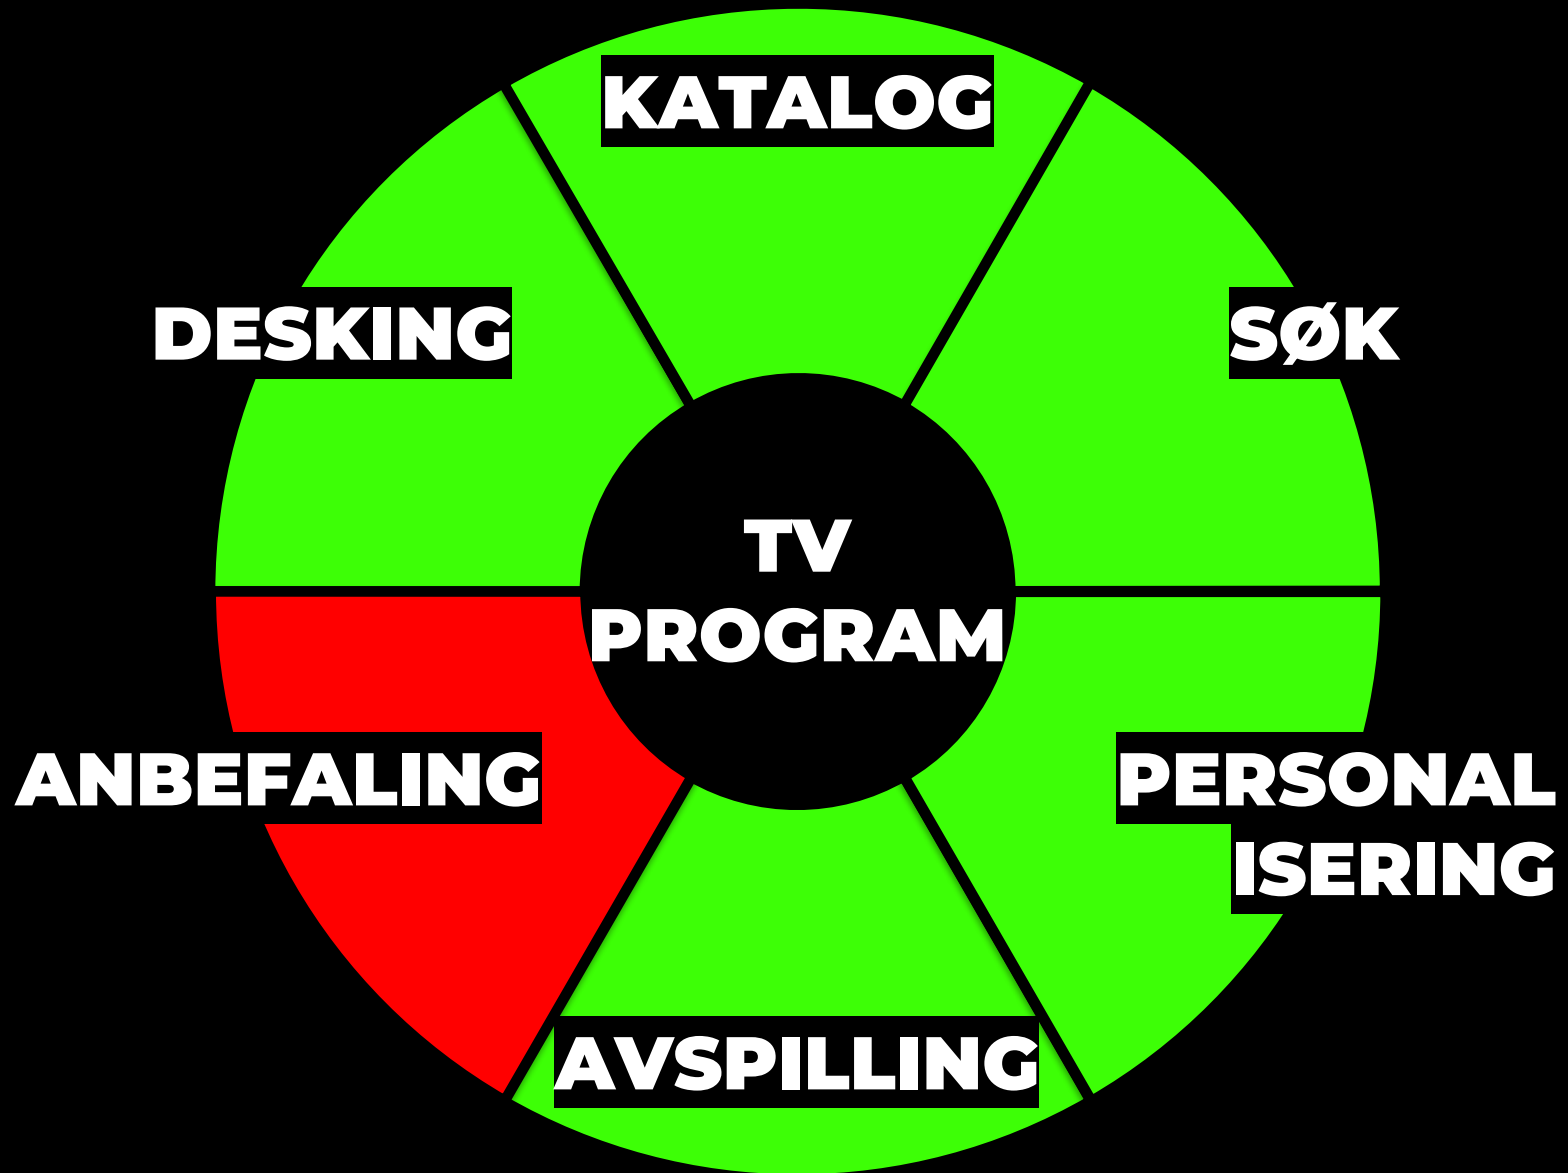 KATALOG
DESKING
SØK
TV
PROGRAM
ANBEFALING
PERSONAL
ISERING
AVSPILLING